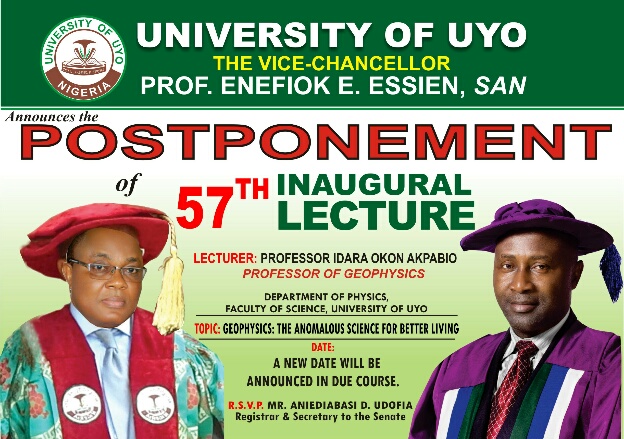 UNIVERSITY OF UYO
NIGERIA
UNIVERSITY OF UYO
THE VICE-CHANCELLOR
PROF. ENEFIOK E. ESSIEN, SAN
Announces the
POSTPONEMENT
of
57TH INAUGURAL
LECTURE
LECTURER: PROFESSOR IDARA OKON AKPABIO
PROFESSOR OF GEOPHYSICS
DEPARTMENT OF PHYSICS,
FACULTY OF SCIENCE, UNIVERSITY OF UYO
TOPIC: GEOPHYSICS: THE ANOMALOUS SCIENCE FOR BETTER LIVING
DATE:
A NEW DATE WILL BE
ANNOUNCED IN DUE COURSE.
R.S.V.P. MR. ANIEDIABASI D. UDOFIA
Registrar & Secretary to the Senate